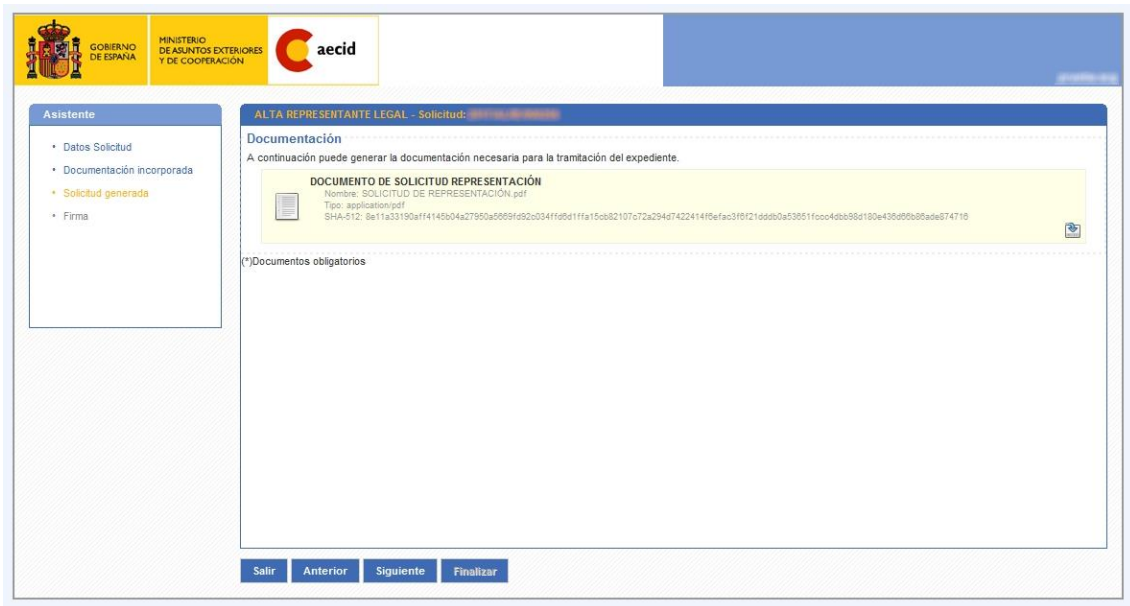 GOBIERNO
DE ESPAÑA
MINISTERIO
DE ASUNTOS EXTERIORES
Y DE COOPERACIÓN
aecid
Asistente
• Datos Solicitud
• Documentación incorporada
• Solicitud generada
• Firma
ALTA REPRESENTANTE LEGAL - Solicitud:
Documentación
A continuación puede generar la documentación necesaria para la tramitación del expediente.
DOCUMENTO DE SOLICITUD REPRESENTACIÓN
Nombre: SOLICITUD DE REPRESENTACIÓN.pdf
Tipo: application/pdf
SHA-512:
(*)Documentos obligatorios
Salir Anterior Siguiente Finalizar